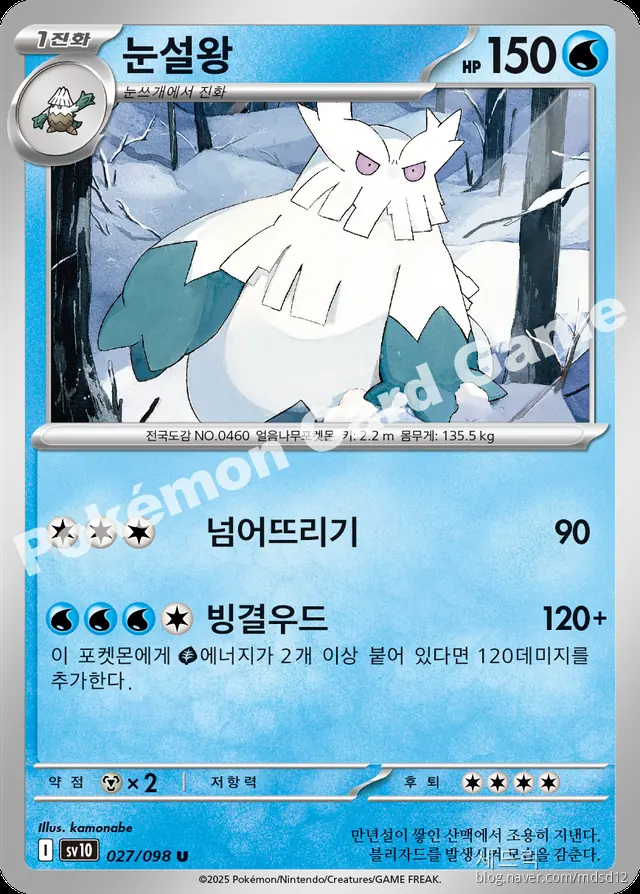 1진화 눈설왕 HP 150
눈쓰개에서 진화
전국도감 NO.0460 얼음나무포켓몬 키: 2.2 m 몸무게: 135.5 kg
Pokémon Card Game
넘어뜨리기 90
빙결우드 120+
이 포켓몬에게 에너지가 2개 이상 붙어 있다면 120데미지를
추가한다.
약점 ×2 저항력 후퇴
Illus. kamonabe
만년설이 쌓인 산맥에서 조용히 지낸다.
I sv10 027/098 U
블리자드를 발생시켜 모습을 감춘다.
blog.naver.com/mdsd12
©2025 Pokémon/Nintendo/Creatures/GAME FREAK.